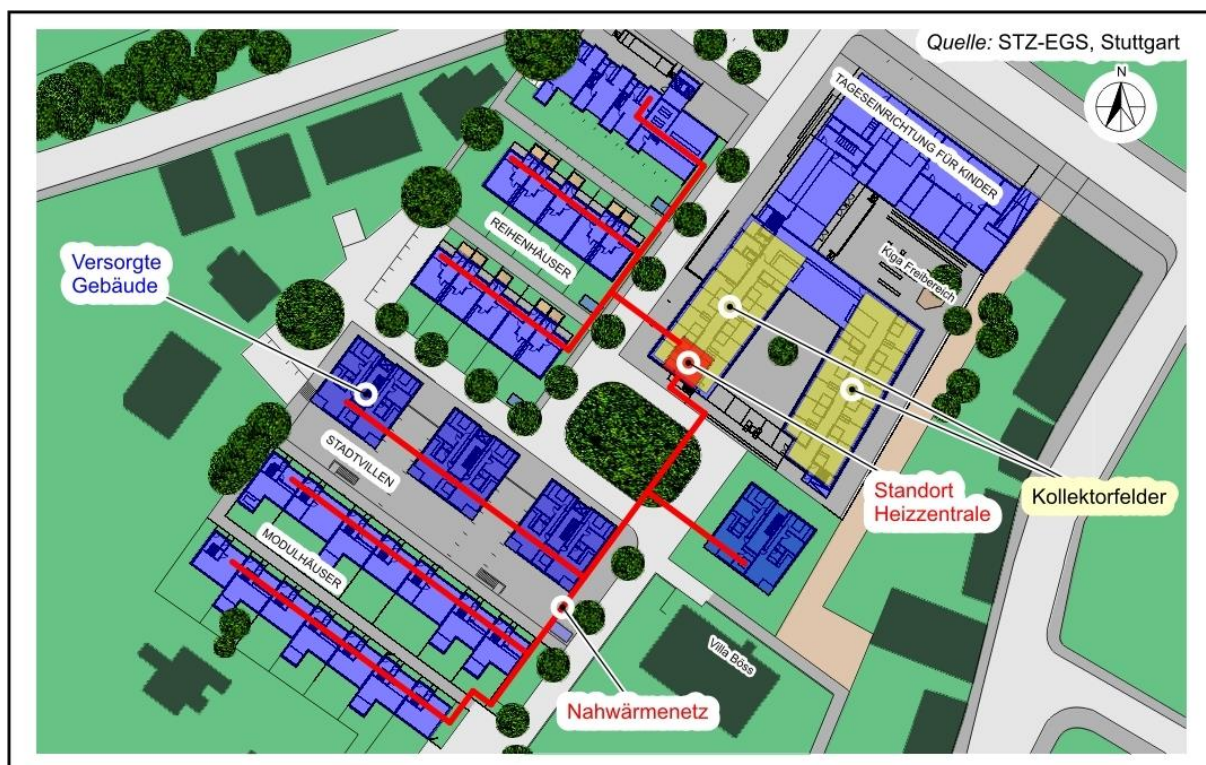 Quelle: STZ-EGS, Stuttgart
N
TAGESEINRICHTUNG FÜR KINDER
REIHENHÄUSER
Kiga Freibereich
Versorgte
Gebäude
STADTVILLEN
Standort
Heizzentrale
Kollektorfelder
MODULHÄUSER
Villa Böss
Nahwärmenetz